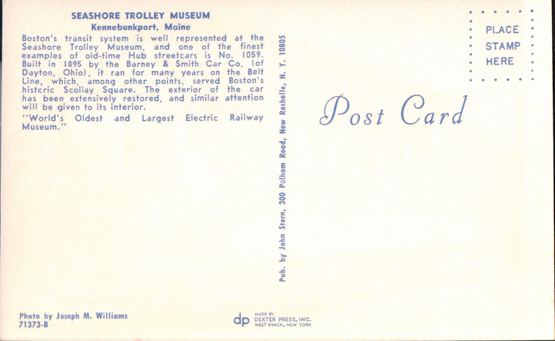 SEASHORE TROLLEY MUSEUM
Kennebunkport, Maine
Boston's transit system is well represented at the
Seashore Trolley Museum, and one of the finest
examples of old-time Hub streetcars is No. 1059.
Built in 1895 by the Barney & Smith Car Co. (of
Dayton, Ohio), it ran for many years on the Belt
Line, which, among other points, served Boston's
historic Scollay Square. The exterior of the car
has been extensively restored, and similar attention
will be given to its interior.
"World's Oldest and Largest Electric Railway
Museum."
Photo by Joseph M. Williams
71373-B
Pub. by John Stern, 300 Pelham Road, New Rochelle, N. Y. 10805
dp
MADE BY
DEXTER PRESS, INC.
WEST NYACK, NEW YORK
Post Card
PLACE
STAMP
HERE